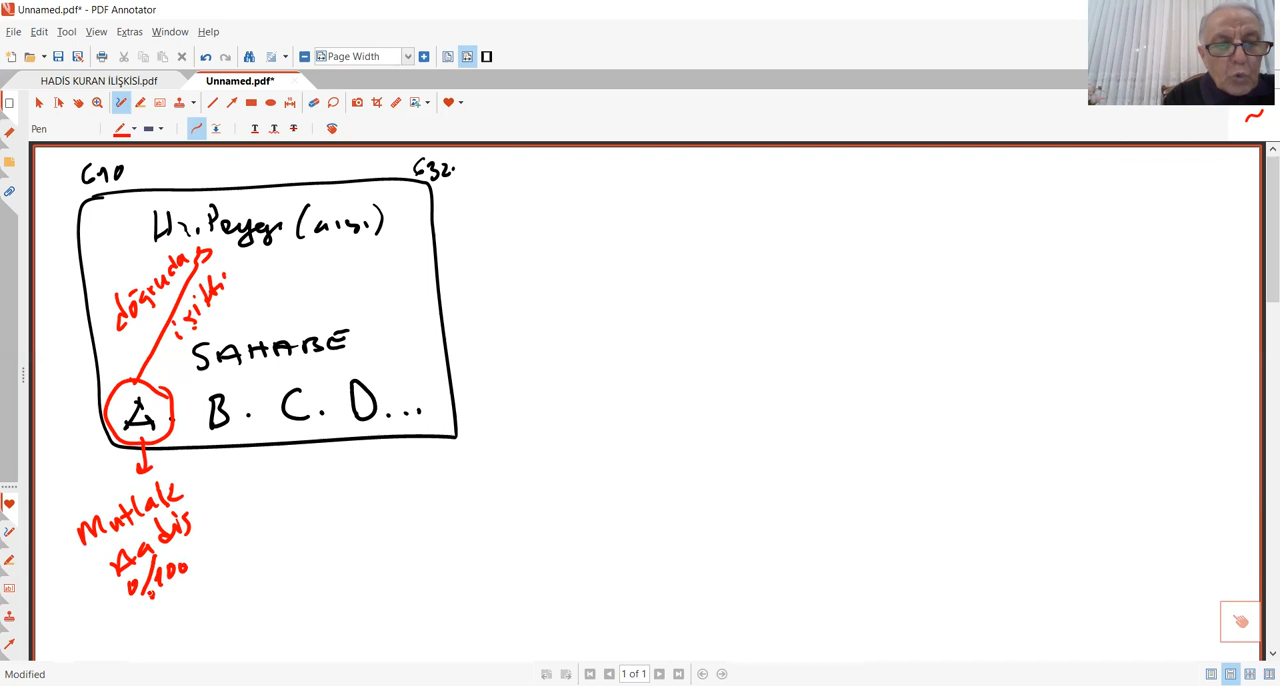 Unnamed.pdf* - PDF Annotator
File Edit Tool View Extras Window Help
Page Width
HADİS KURAN İLİŞKİSİ.pdf
Unnamed.pdf*
Pen
610
632.
Hz. Peyg (a.s.)
doğrudan
işitti
SAHABE
A. B. C. D...
Mutlak
Hadis
%100
1 of 1
Modified